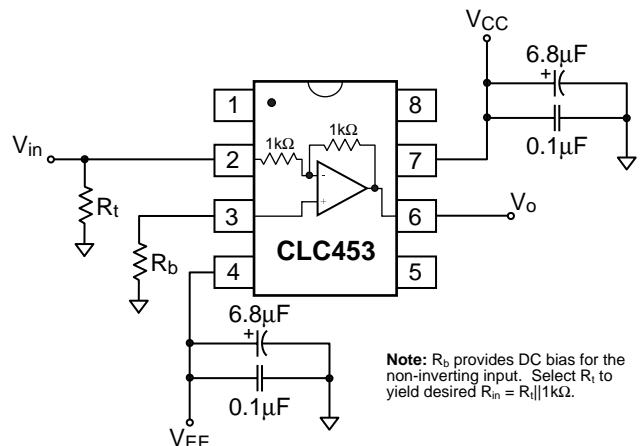 VCC
6.8µF
+
0.1µF
1
8
1kΩ
1kΩ
Vin
2
-
7
Rt
3
+
6
Vo
Rb
CLC453
4
5
6.8µF
+
0.1µF
VEE
Note: Rb provides DC bias for the
non-inverting input. Select Rt to
yield desired Rin = Rt||1kΩ.